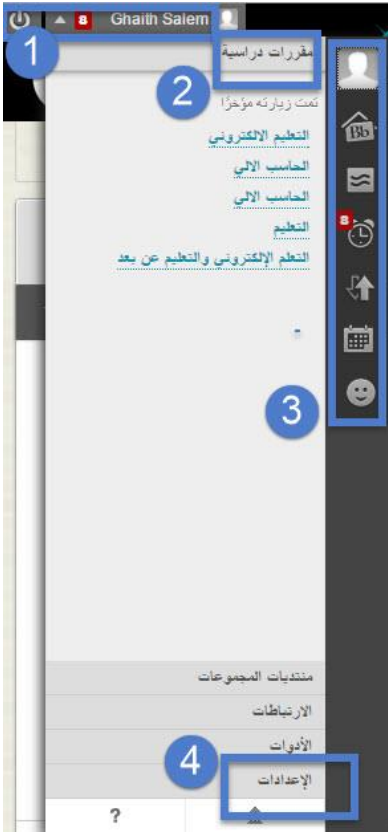 8 Ghaith Salem
1
مقررات دراسية
2
تمت زيارته مؤخرًا
التعليم الالكتروني
الحاسب الالي
الحاسب الالي
التعليم
التعلم الإلكتروني والتعليم عن بعد
Bb
8
3
منتديات المجموعات
الارتباطات
الأدوات
4
الإعدادات
?